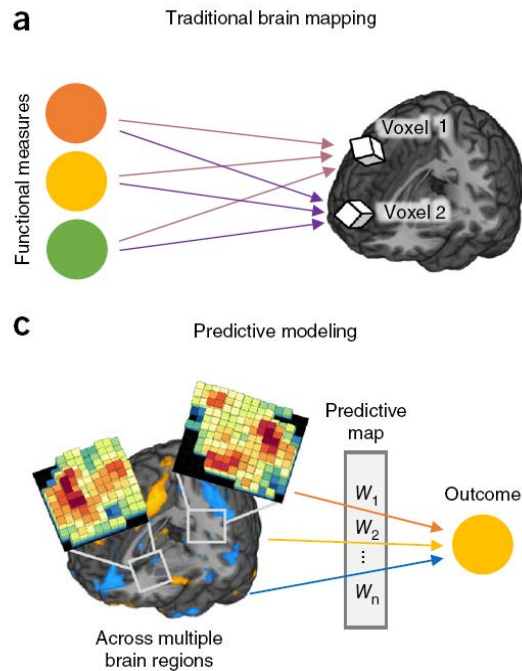 a
Traditional brain mapping
Functional measures
Voxel 1
Voxel 2
c
Predictive modeling
Predictive
map
W1
W2
⋮
Wn
Outcome
Across multiple
brain regions